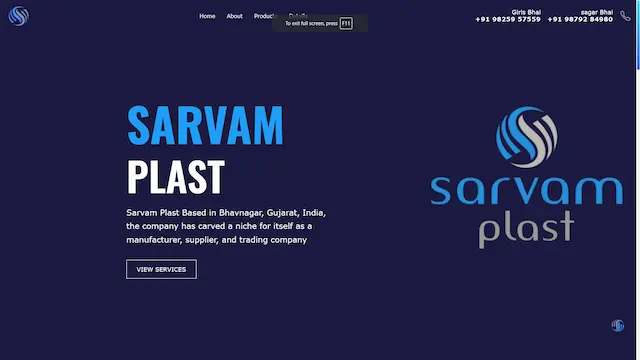 Home About Products
To exit full screen, press F11
Giris Bhai
+91 98259 57559
sagar Bhai
+91 98792 84980
SARVAM
PLAST
Sarvam Plast Based in Bhavnagar, Gujarat, India,
the company has carved a niche for itself as a
manufacturer, supplier, and trading company
VIEW SERVICES
sarvam
plast